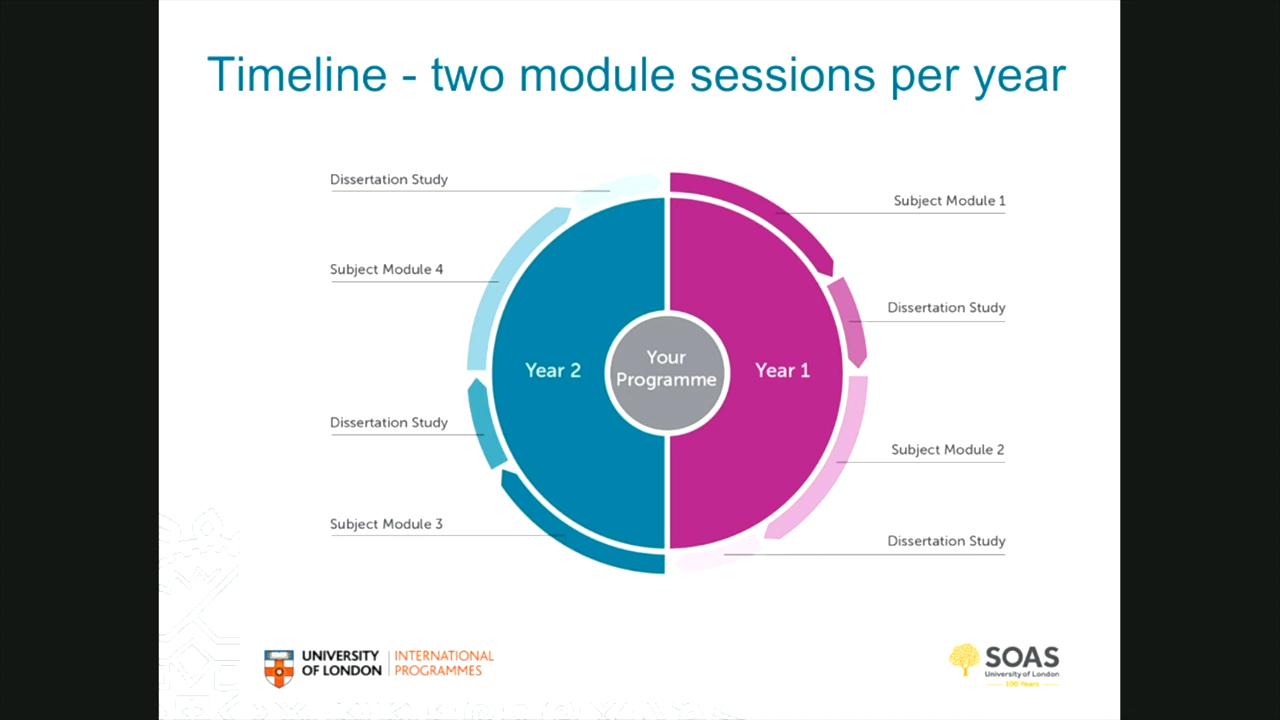 Timeline - two module sessions per year
Dissertation Study
Subject Module 1
Subject Module 4
Dissertation Study
Your
Programme
Year 2
Year 1
Dissertation Study
Subject Module 2
Subject Module 3
Dissertation Study
UNIVERSITY
OF LONDON
INTERNATIONAL
PROGRAMMES
SOAS
University of London
100 Years